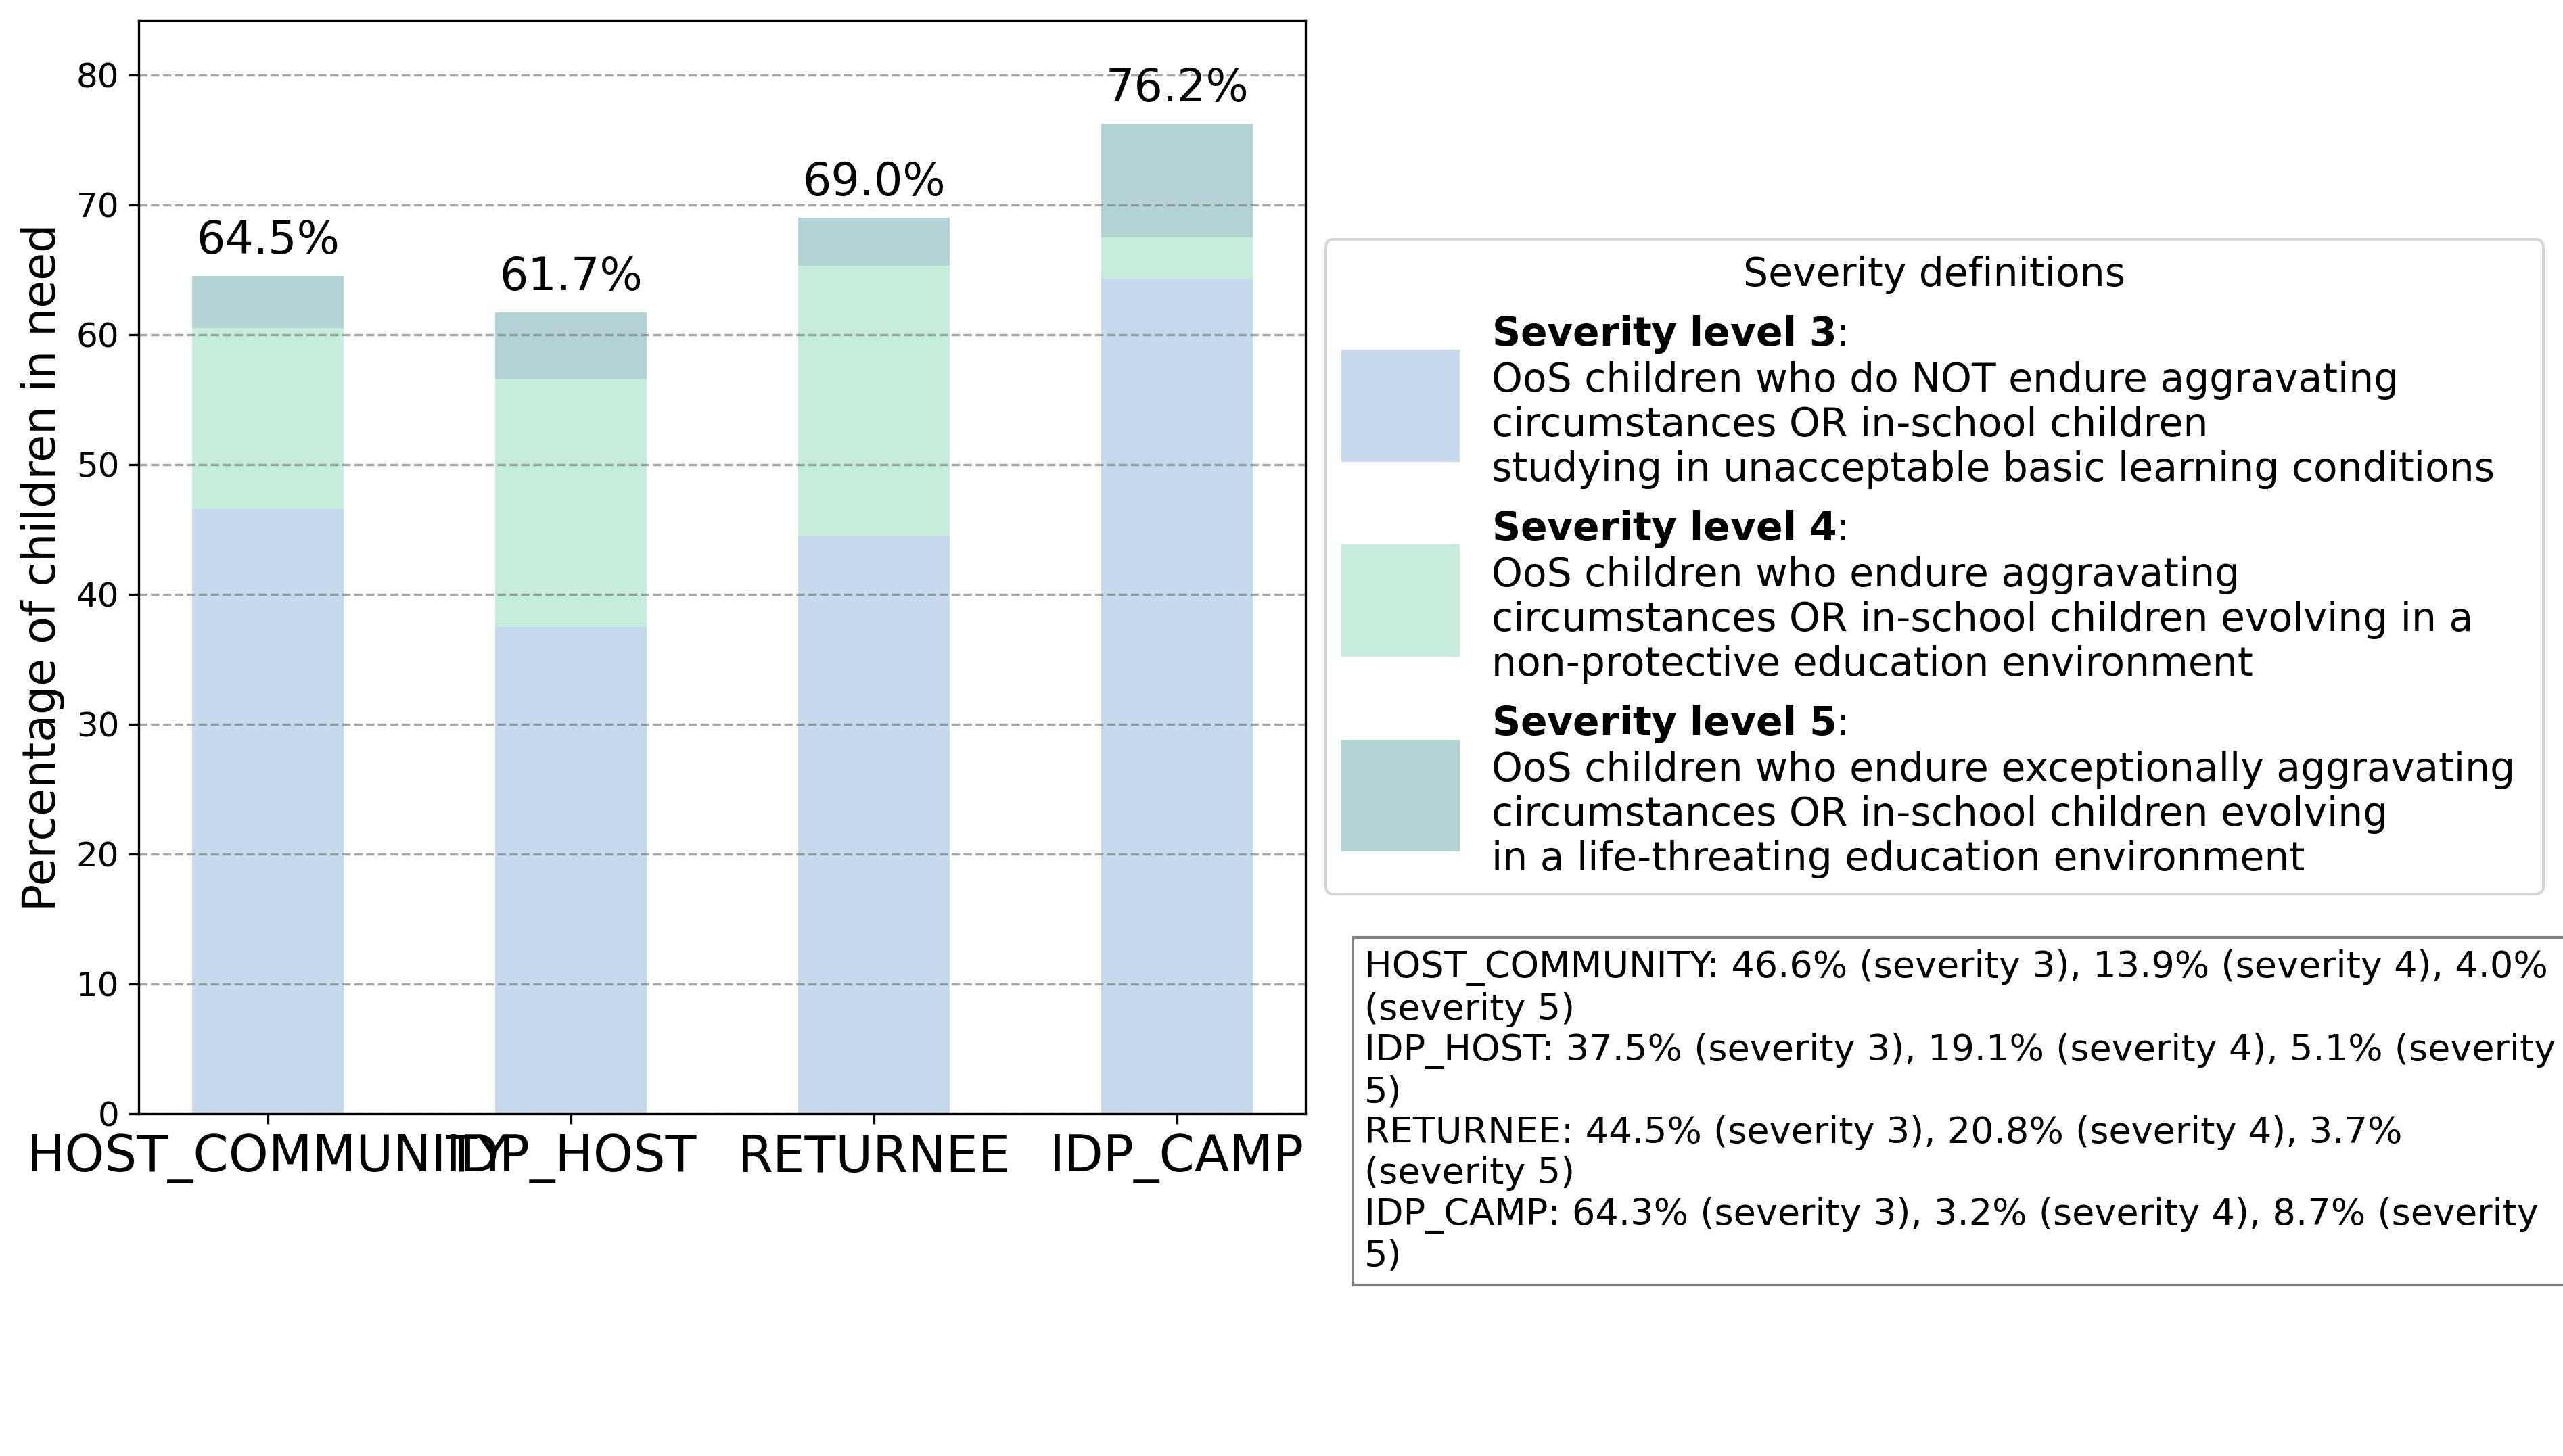 Percentage of children in need
80
70
60
50
40
30
20
10
0
64.5%
61.7%
69.0%
76.2%
HOST_COMMUNITY
IDP_HOST
RETURNEE
IDP_CAMP
Severity definitions
Severity level 3:
OoS children who do NOT endure aggravating
circumstances OR in-school children
studying in unacceptable basic learning conditions
Severity level 4:
OoS children who endure aggravating
circumstances OR in-school children evolving in a
non-protective education environment
Severity level 5:
OoS children who endure exceptionally aggravating
circumstances OR in-school children evolving
in a life-threating education environment
HOST_COMMUNITY: 46.6% (severity 3), 13.9% (severity 4), 4.0%
(severity 5)
IDP_HOST: 37.5% (severity 3), 19.1% (severity 4), 5.1% (severity
5)
RETURNEE: 44.5% (severity 3), 20.8% (severity 4), 3.7%
(severity 5)
IDP_CAMP: 64.3% (severity 3), 3.2% (severity 4), 8.7% (severity
5)